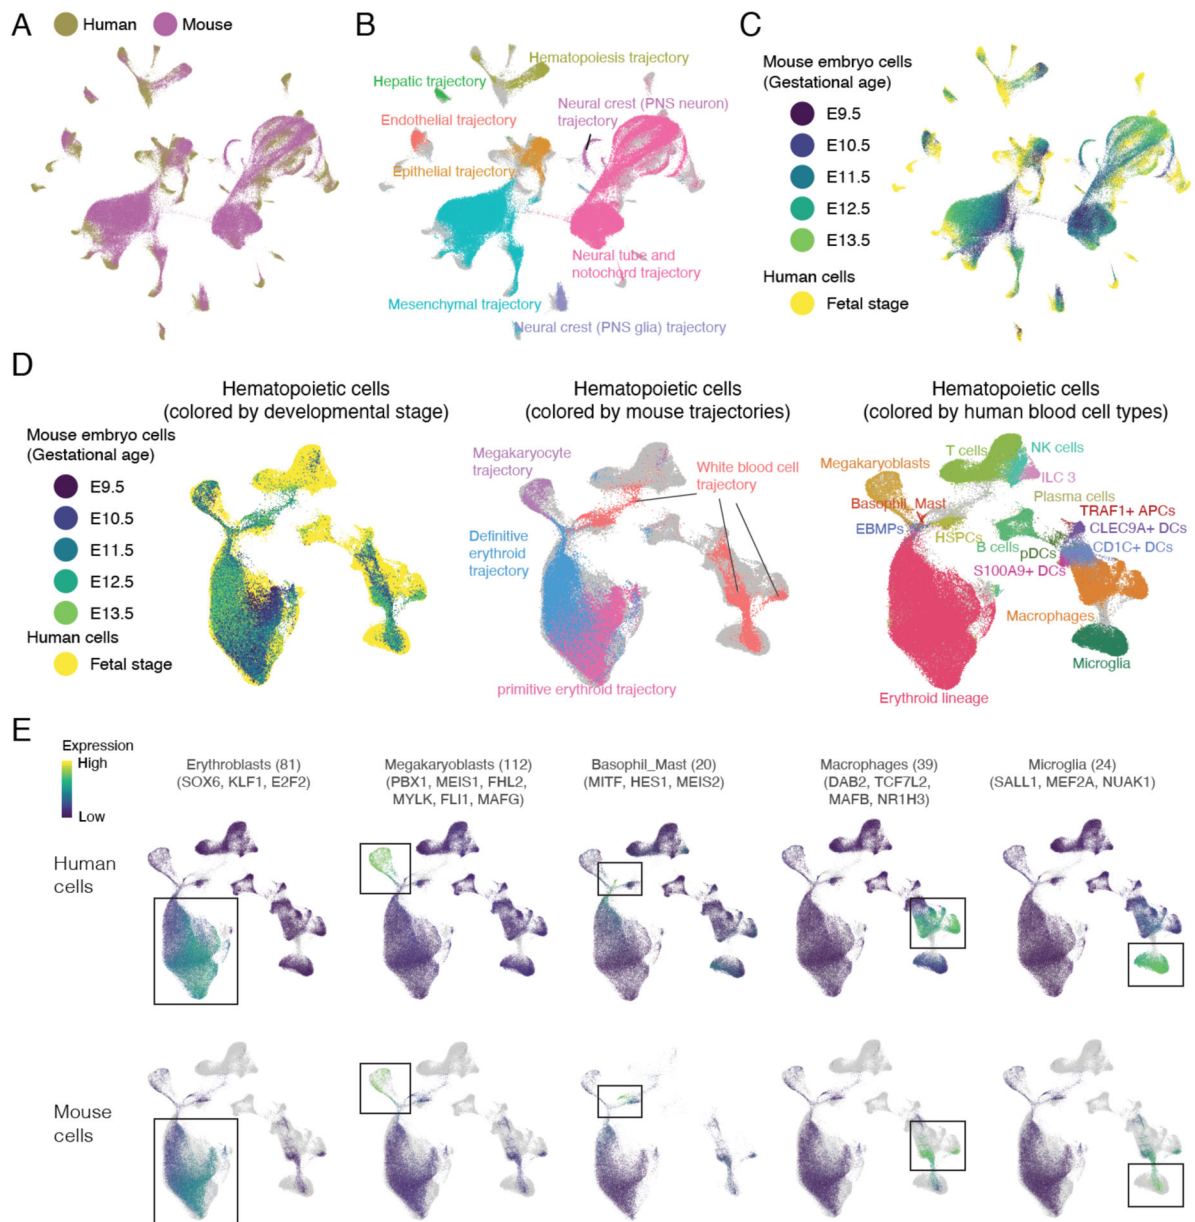 A
Human
Mouse
B
Hematopoiesis trajectory
Hepatic trajectory
Neural crest (PNS neuron)
trajectory
Endothelial trajectory
Epithelial trajectory
Neural tube and
notochord trajectory
Mesenchymal trajectory
Neural crest (PNS glia) trajectory
C
Mouse embryo cells
(Gestational age)
E9.5
E10.5
E11.5
E12.5
E13.5
Human cells
Fetal stage
D
Hematopoietic cells
(colored by developmental stage)
Mouse embryo cells
(Gestational age)
E9.5
E10.5
E11.5
E12.5
E13.5
Human cells
Fetal stage
Hematopoietic cells
(colored by mouse trajectories)
Megakaryocyte
trajectory
White blood cell
trajectory
Definitive
erythroid
trajectory
primitive erythroid trajectory
Hematopoietic cells
(colored by human blood cell types)
T cells
NK cells
Megakaryoblasts
ILC 3
Plasma cells
Basophil_Mast
TRAF1+ APCs
EBMPs
HSPCs
CLEC9A+ DCs
B cells
pDCs
CD1C+ DCs
S100A9+ DCs
Macrophages
Microglia
Erythroid lineage
E
Expression
High
Low
Erythroblasts (81)
(SOX6, KLF1, E2F2)
Megakaryoblasts (112)
(PBX1, MEIS1, FHL2,
MYLK, FLI1, MAFG)
Basophil_Mast (20)
(MITF, HES1, MEIS2)
Macrophages (39)
(DAB2, TCF7L2,
MAFB, NR1H3)
Microglia (24)
(SALL1, MEF2A, NUAK1)
Human
cells
Mouse
cells